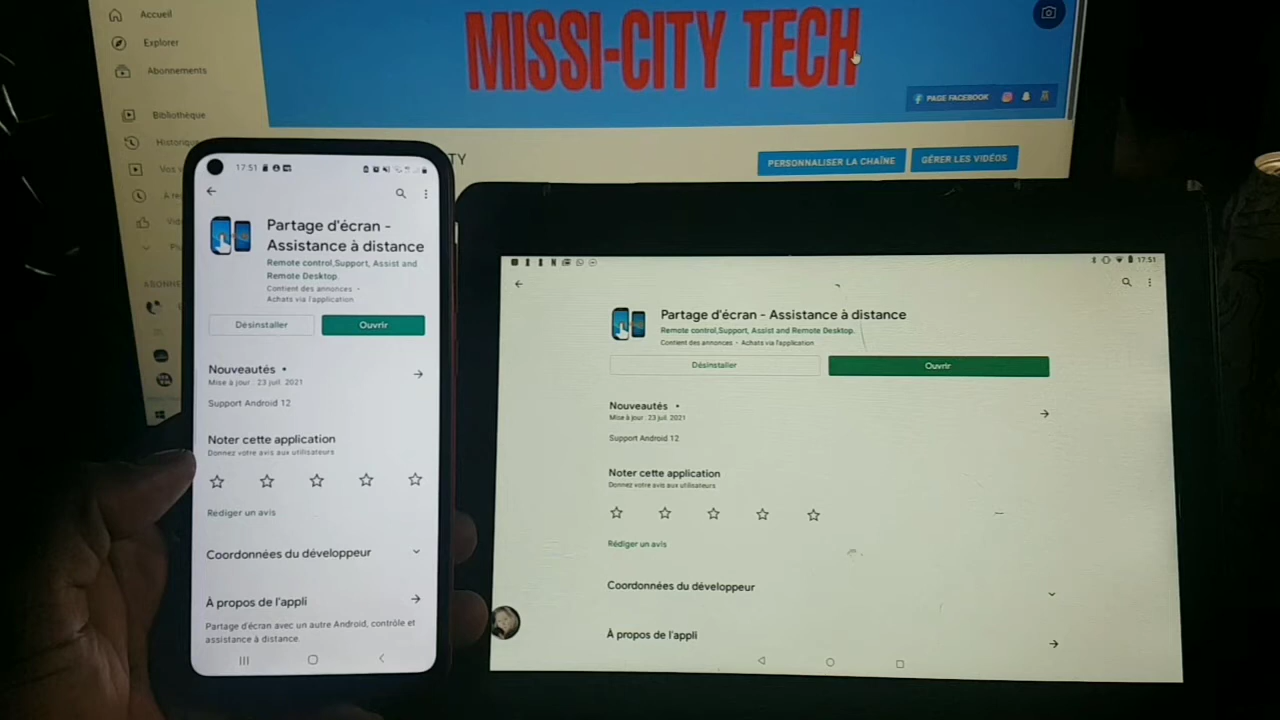 Accueil
Explorer
Abonnements
Bibliothèque
Historique
MISSI-CITY TECH
PAGE FACEBOOK
PERSONNALISER LA CHAÎNE
GÉRER LES VIDÉOS
17:51
Partage d'écran -
Assistance à distance
Remote control,Support, Assist and
Remote Desktop.
Contient des annonces •
Achats via l'application
Désinstaller
Ouvrir
Nouveautés •
Mise à jour : 23 juil. 2021
Support Android 12
Noter cette application
Donnez votre avis aux utilisateurs
Rédiger un avis
Coordonnées du développeur
À propos de l'appli
Partage d'écran avec un autre Android, contrôle et
assistance à distance.
17:51
Partage d'écran - Assistance à distance
Remote control,Support, Assist and Remote Desktop.
Contient des annonces • Achats via l'application
Désinstaller
Ouvrir
Nouveautés •
Mise à jour : 23 juil. 2021
Support Android 12
Noter cette application
Donnez votre avis aux utilisateurs
Rédiger un avis
Coordonnées du développeur
À propos de l'appli